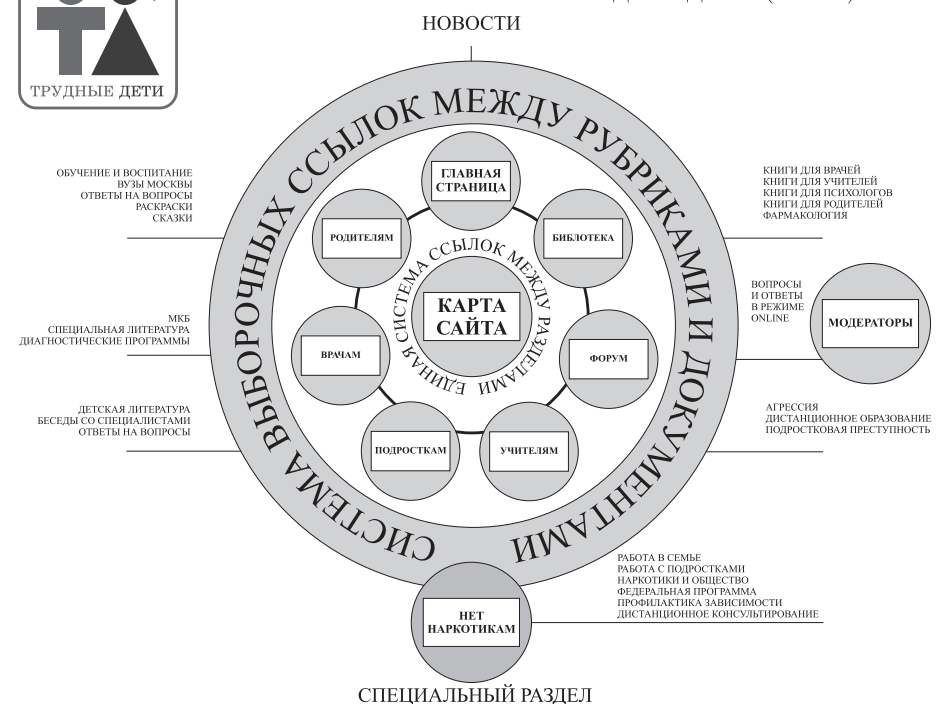 НОВОСТИ
ТРУДНЫЕ ДЕТИ
СИСТЕМА ВЫБОРОЧНЫХ ССЫЛОК МЕЖДУ РУБРИКАМИ И ДОКУМЕНТАМИ
ГЛАВНАЯ
СТРАНИЦА
ОБУЧЕНИЕ И ВОСПИТАНИЕ
ВУЗЫ МОСКВЫ
ОТВЕТЫ НА ВОПРОСЫ
РАСКРАСКИ
СКАЗКИ
КНИГИ ДЛЯ ВРАЧЕЙ
КНИГИ ДЛЯ УЧИТЕЛЕЙ
КНИГИ ДЛЯ ПСИХОЛОГОВ
КНИГИ ДЛЯ РОДИТЕЛЕЙ
ФАРМАКОЛОГИЯ
РОДИТЕЛЯМ
БИБЛИОТЕКА
ЕДИНАЯ СИСТЕМА ССЫЛОК МЕЖДУ РАЗДЕЛАМИ
КАРТА
САЙТА
ВОПРОСЫ
И ОТВЕТЫ
В РЕЖИМЕ
ONLINE
МОДЕРАТОРЫ
МКБ
СПЕЦИАЛЬНАЯ ЛИТЕРАТУРА
ДИАГНОСТИЧЕСКИЕ ПРОГРАММЫ
ВРАЧАМ
ФОРУМ
ДЕТСКАЯ ЛИТЕРАТУРА
БЕСЕДЫ СО СПЕЦИАЛИСТАМИ
ОТВЕТЫ НА ВОПРОСЫ
АГРЕССИЯ
ДИСТАНЦИОННОЕ ОБРАЗОВАНИЕ
ПОДРОСТКОВАЯ ПРЕСТУПНОСТЬ
ПОДРОСТКАМ
УЧИТЕЛЯМ
РАБОТА В СЕМЬЕ
РАБОТА С ПОДРОСТКАМИ
НАРКОТИКИ И ОБЩЕСТВО
ФЕДЕРАЛЬНАЯ ПРОГРАММА
ПРОФИЛАКТИКА ЗАВИСИМОСТИ
ДИСТАНЦИОННОЕ КОНСУЛЬТИРОВАНИЕ
НЕТ
НАРКОТИКАМ
СПЕЦИАЛЬНЫЙ РАЗДЕЛ